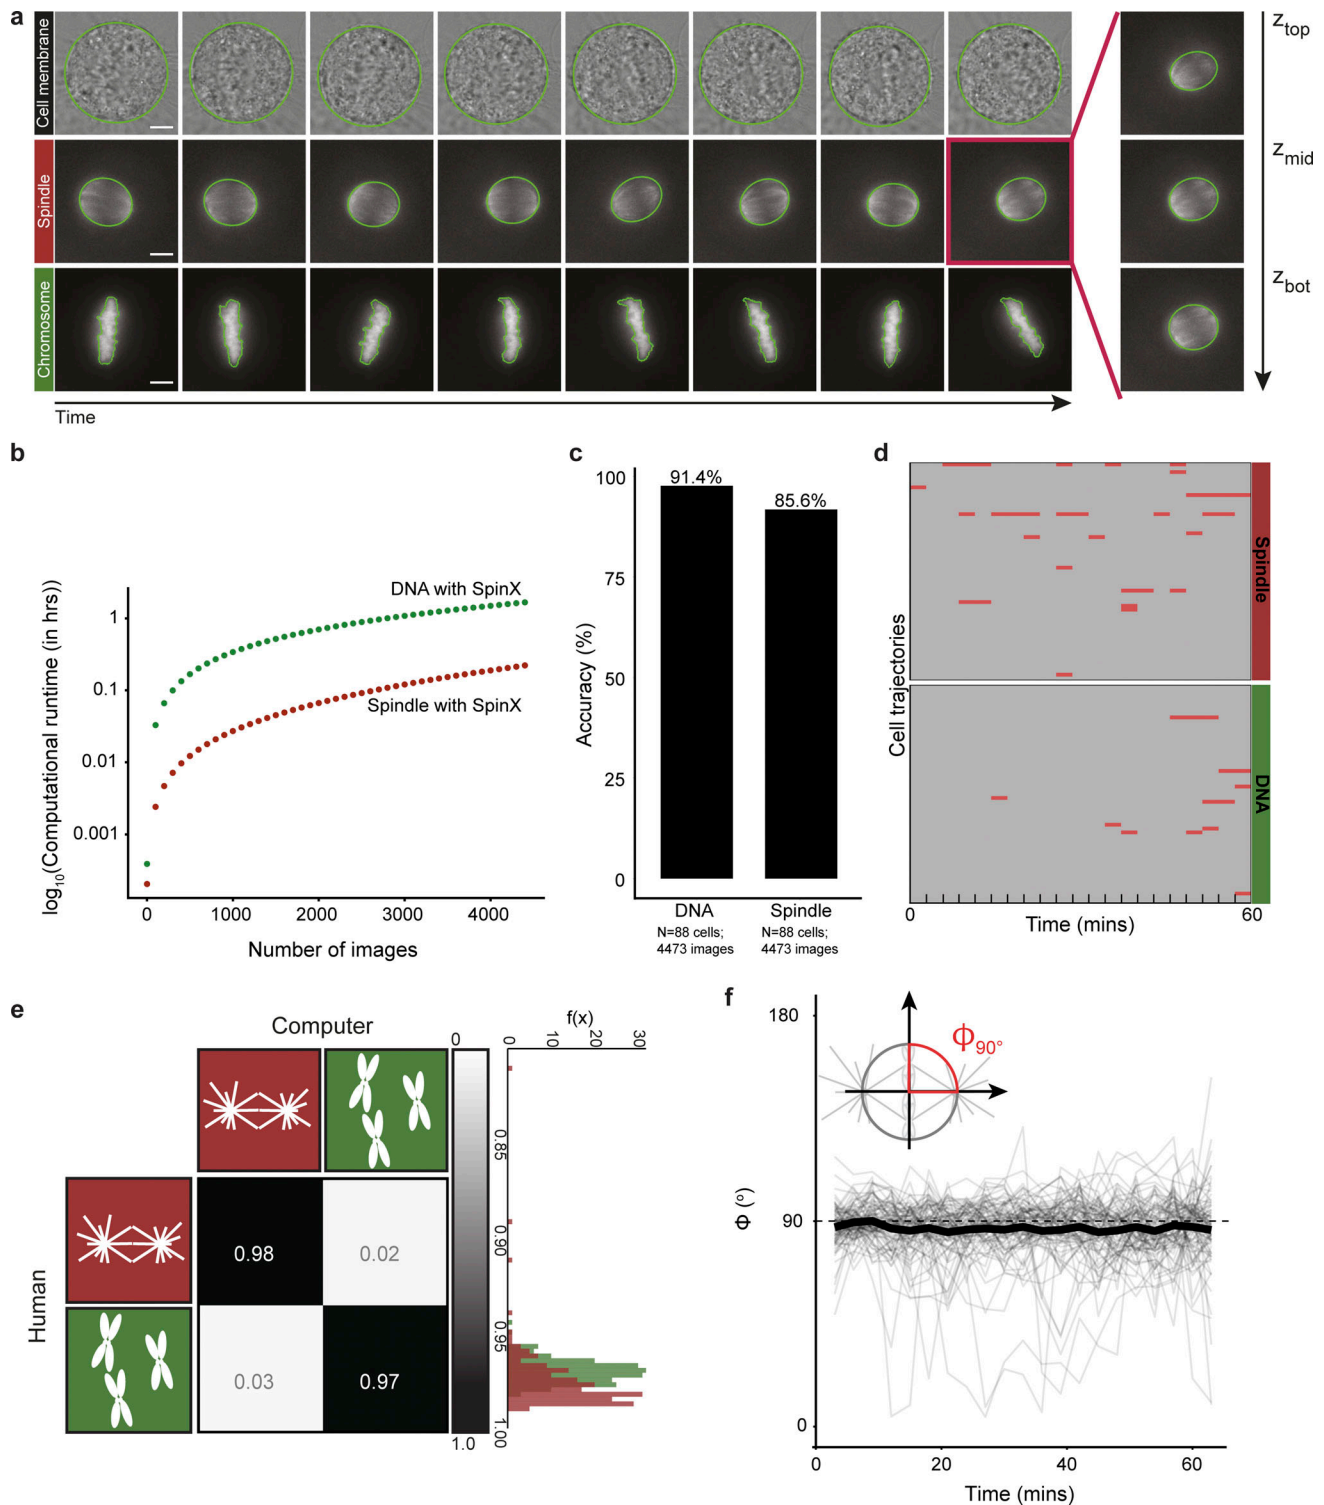 a
Cell membrane
Spindle
Chromosome
Time
z_top
z_mid
z_bot
b
log10(Computational runtime (in hrs))
1
0.1
0.01
0.001
DNA with SpinX
Spindle with SpinX
0 1000 2000 3000 4000
Number of images
c
Accuracy (%)
100
75
50
25
0
91.4%
85.6%
DNA
N=88 cells;
4473 images
Spindle
N=88 cells;
4473 images
d
Cell trajectories
Spindle
DNA
0 60
Time (mins)
e
Computer
Human
0.98 0.02
0.03 0.97
0
1.0
f(x)
0 10 20 30
0.85
0.90
0.95
1.00
f
Φ (°)
180
90
0
Φ90°
0 20 40 60
Time (mins)